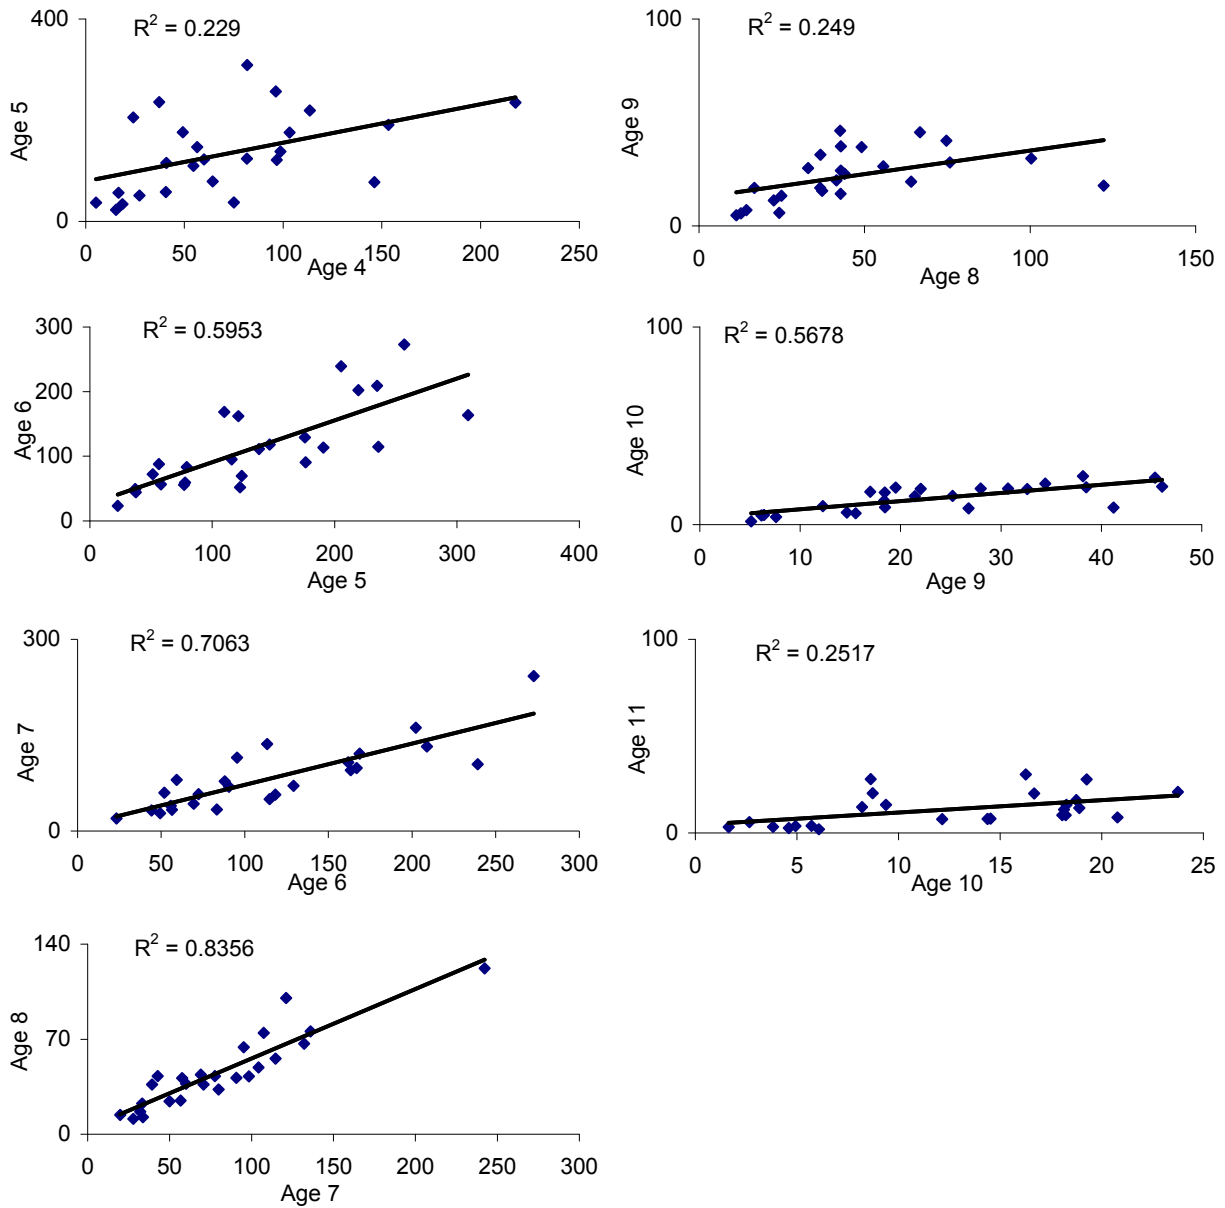 R² = 0.229
400
0
Age 5
0 50 100 150 200 250
Age 4
R² = 0.249
100
0
Age 9
0 50 100 150
Age 8
R² = 0.5953
300
200
100
0
Age 6
0 100 200 300 400
Age 5
R² = 0.5678
100
0
Age 10
0 10 20 30 40 50
Age 9
R² = 0.7063
300
0
Age 7
0 50 100 150 200 250 300
Age 6
R² = 0.2517
100
0
Age 11
0 5 10 15 20 25
Age 10
R² = 0.8356
140
70
0
Age 8
0 50 100 150 200 250 300
Age 7